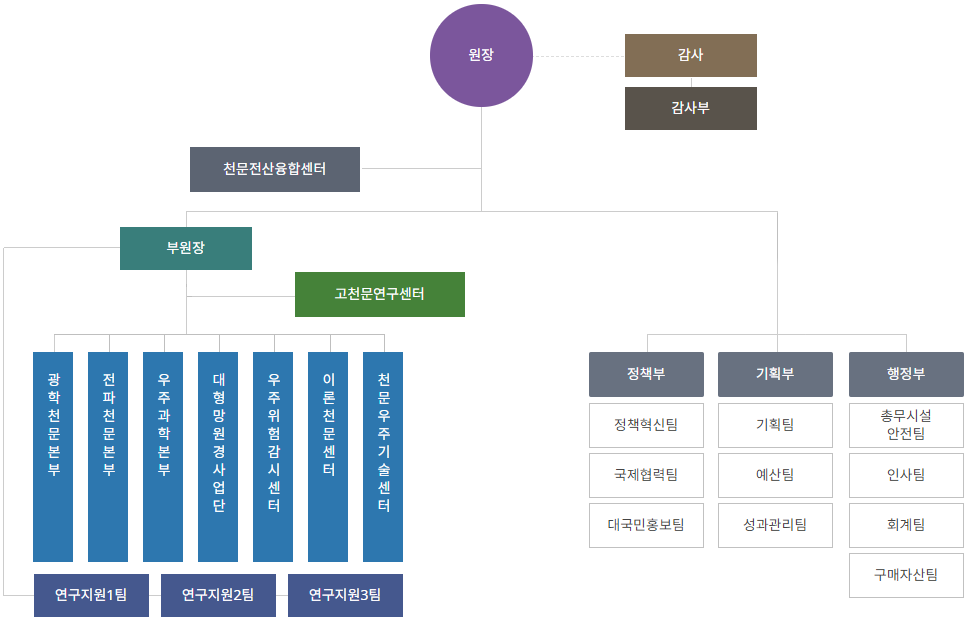 원장
감사
감사부
천문전산융합센터
부원장
고천문연구센터
광학천문본부
전파천문본부
우주과학본부
대형망원경사업단
우주위험감시센터
이론천문센터
천문우주기술센터
연구지원1팀
연구지원2팀
연구지원3팀
정책부
정책혁신팀
국제협력팀
대국민홍보팀
기획부
기획팀
예산팀
성과관리팀
행정부
총무시설
안전팀
인사팀
회계팀
구매자산팀